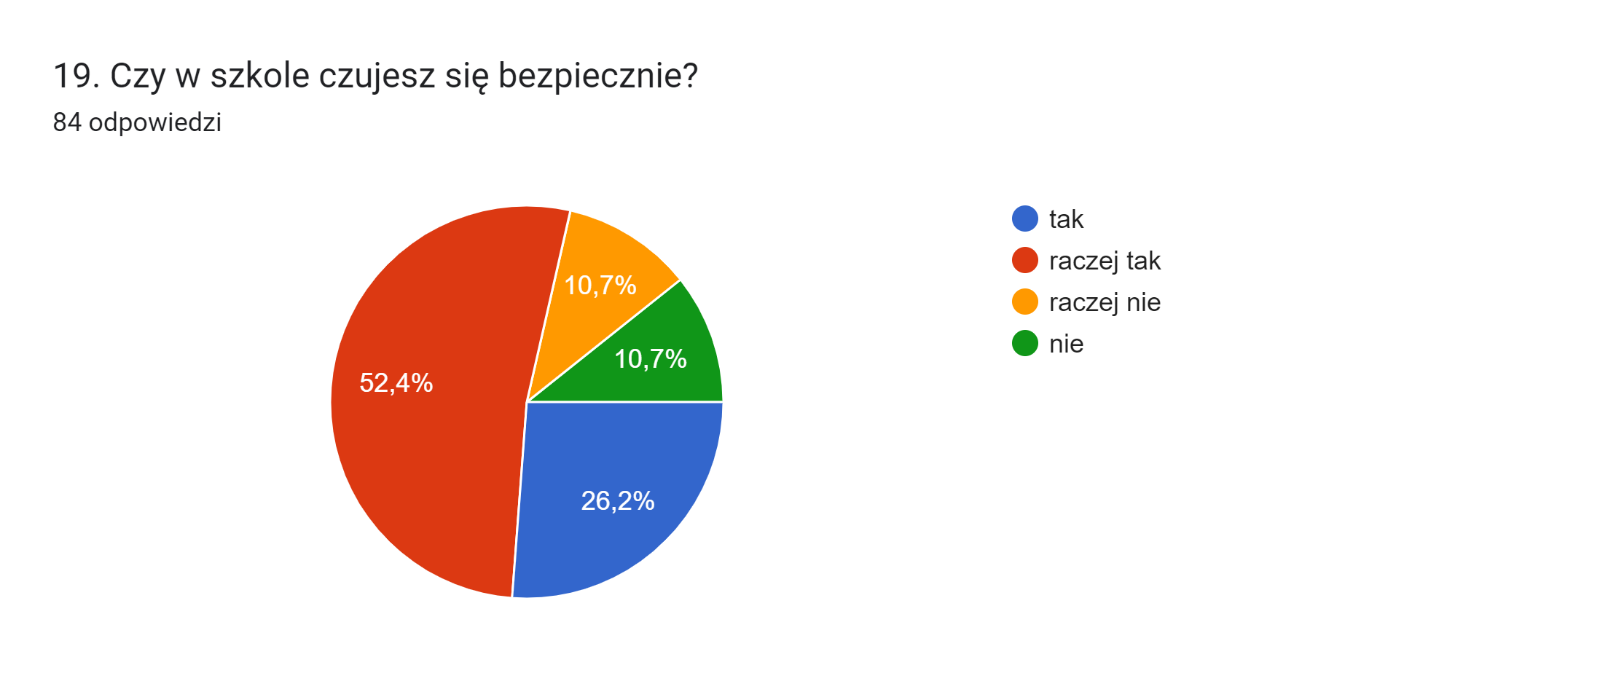 19. Czy w szkole czujesz się bezpiecznie?
84 odpowiedzi
tak
raczej tak
raczej nie
nie
10,7%
10,7%
52,4%
26,2%